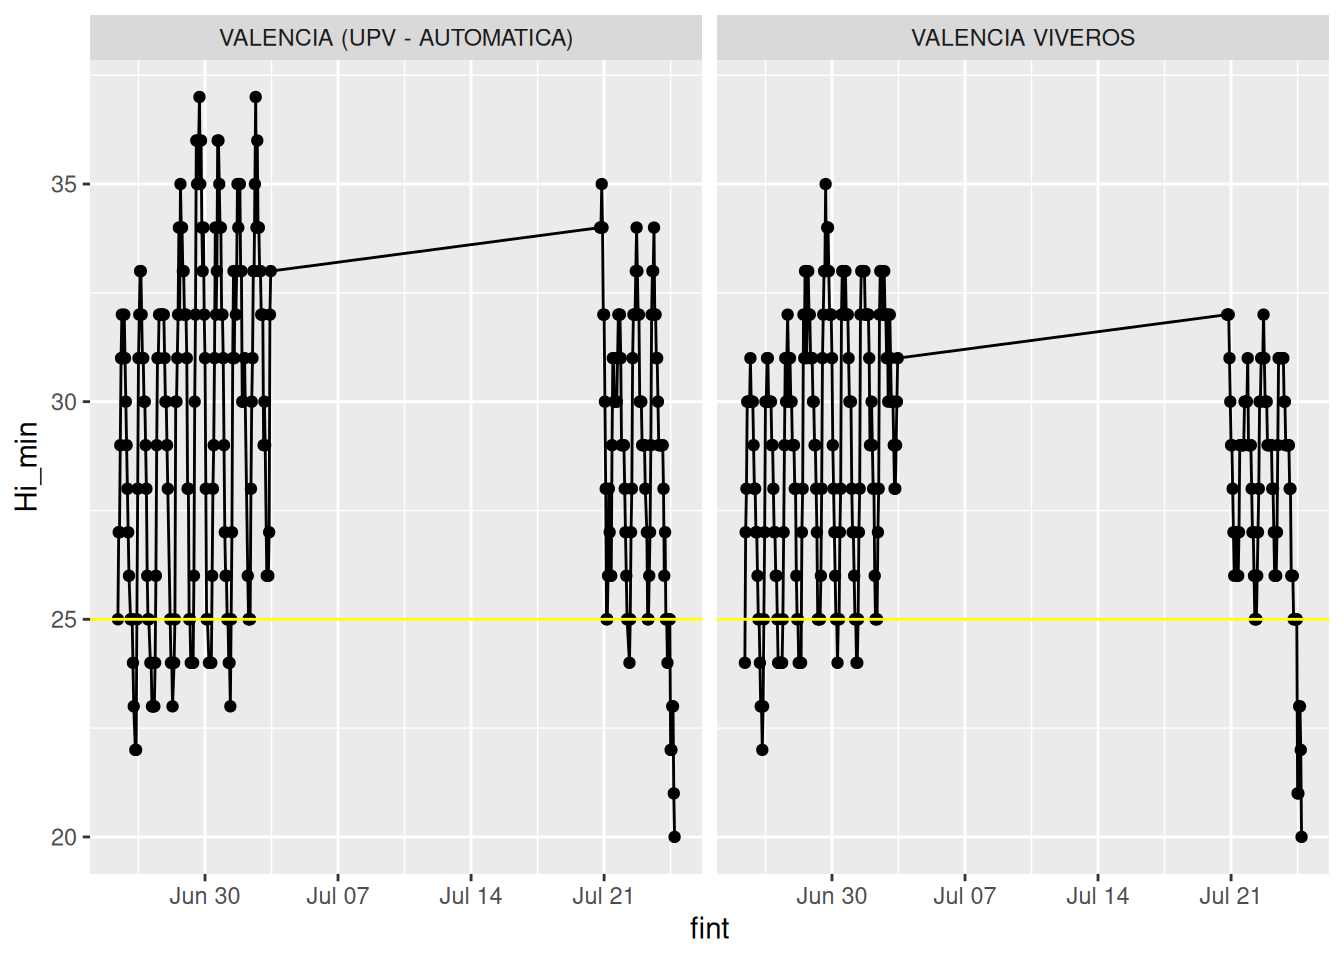 VALENCIA (UPV - AUTOMATICA) VALENCIA VIVEROS
35
30
25
20
Hi_min
Jun 30 Jul 07 Jul 14 Jul 21 Jun 30 Jul 07 Jul 14 Jul 21
fint